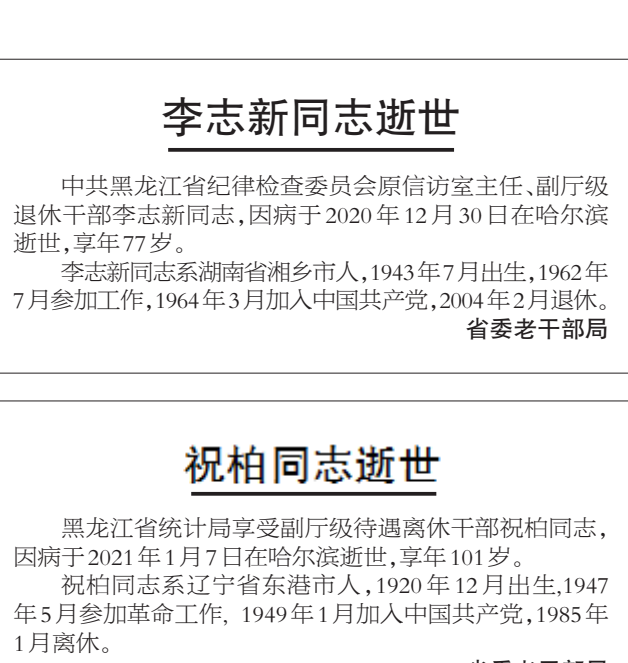 李志新同志逝世
中共黑龙江省纪律检查委员会原信访室主任、副厅级
退休干部李志新同志,因病于2020年12月30日在哈尔滨
逝世,享年77岁。
李志新同志系湖南省湘乡市人,1943年7月出生,1962年
7月参加工作,1964年3月加入中国共产党,2004年2月退休。
省委老干部局
祝柏同志逝世
黑龙江省统计局享受副厅级待遇离休干部祝柏同志,
因病于2021年1月7日在哈尔滨逝世,享年101岁。
祝柏同志系辽宁省东港市人,1920年12月出生,1947
年5月参加革命工作, 1949年1月加入中国共产党,1985年
1月离休。